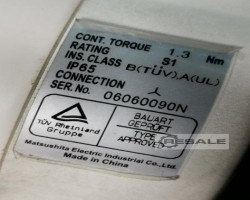 CONT. TORQUE 1.3 Nm
RATING S1
INS. CLASS B(TÜV),A(UL)
IP65
CONNECTION
SER. No. 06060090N
TÜV Rheinland
Gruppe
BAUART
GEPRÜFT
TYPE
APPROVED
RESALE
Matsushita Electric Industrial Co.,Ltd.
Made in China